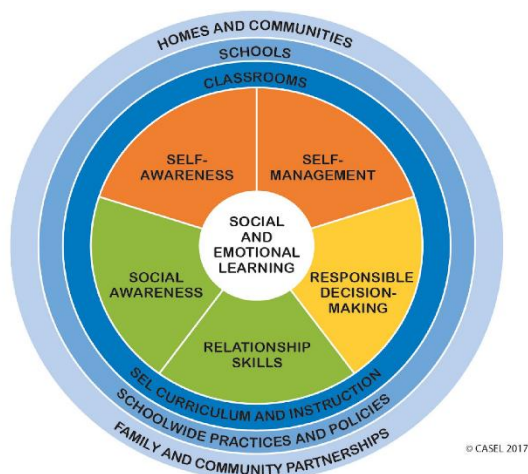 HOMES AND COMMUNITIES
SCHOOLS
CLASSROOMS
SELF-
AWARENESS
SELF-
MANAGEMENT
SOCIAL
AND
EMOTIONAL
LEARNING
SOCIAL
AWARENESS
RESPONSIBLE
DECISION-
MAKING
RELATIONSHIP
SKILLS
SEL CURRICULUM AND INSTRUCTION
SCHOOLWIDE PRACTICES AND POLICIES
FAMILY AND COMMUNITY PARTNERSHIPS
© CASEL 2017